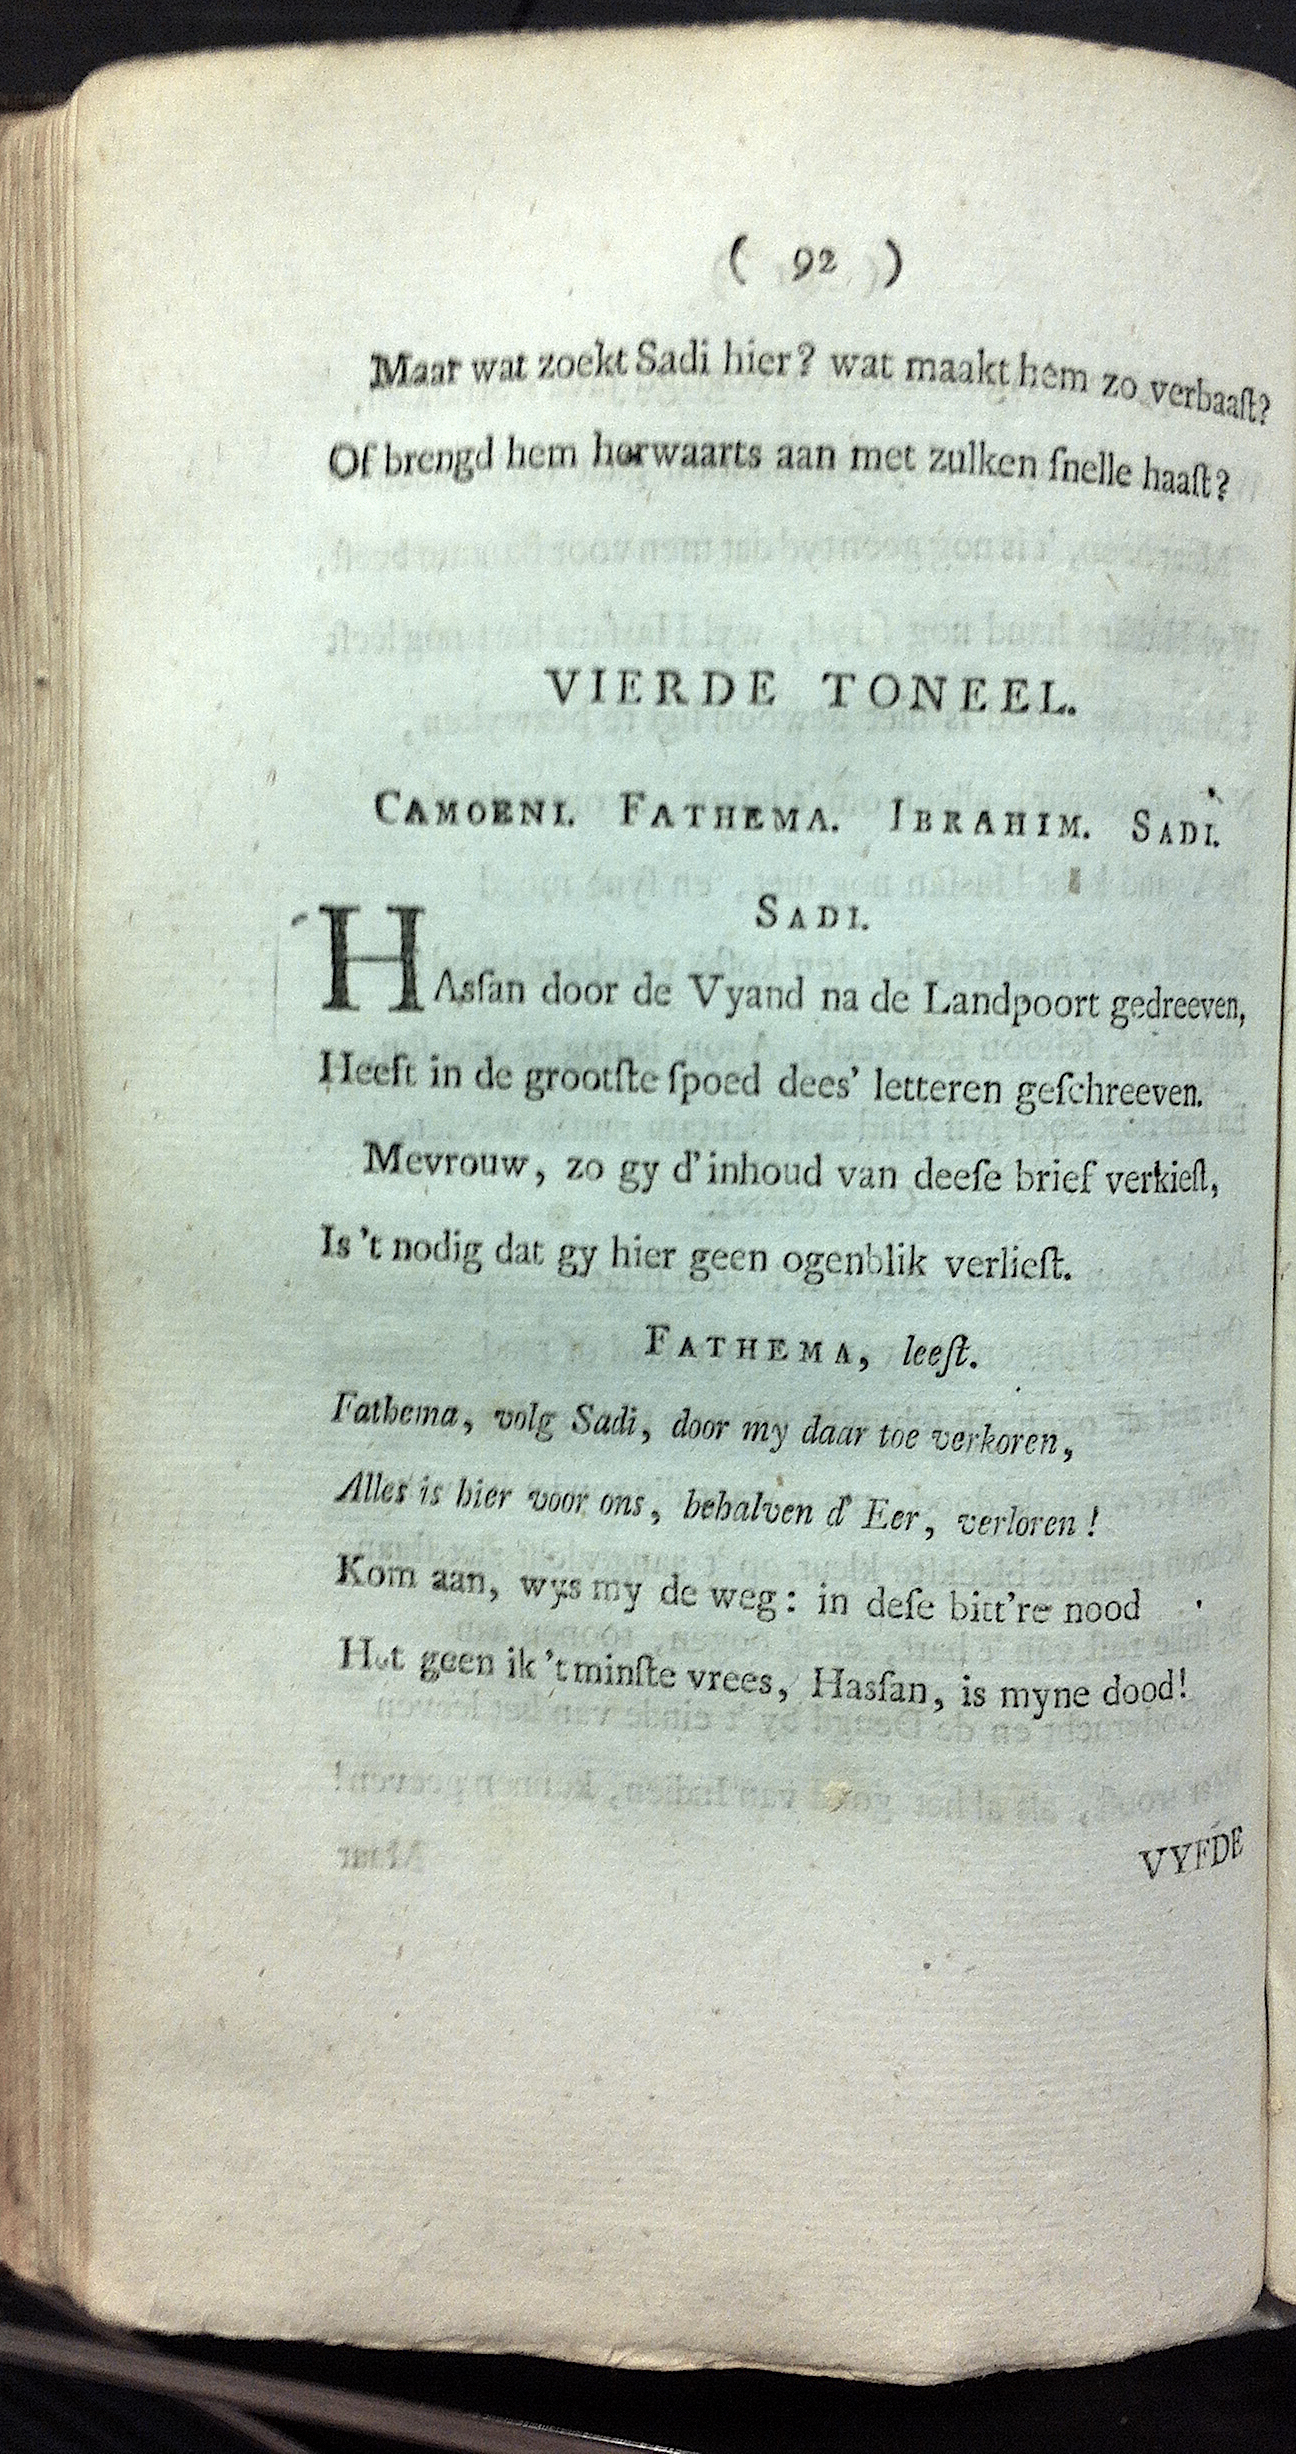 ( 92 )
Maar wat zoekt Sadi hier? wat maakt hem zo verbaaſt?
Of brengd hem herwaarts aan met zulken ſnelle haaſt?
VIERDE TONEEL.
CAMOENI. FATHEMA. IBRAHIM. SADI.
SADI.
HAsſan door de Vyand na de Landpoort gedreeven,
Heeft in de grootſte ſpoed dees' letteren geſchreeven.
Mevrouw, zo gy d'inhoud van deeſe brief verkieſt,
Is 't nodig dat gy hier geen ogenblik verlieſt.
FATHEMA, leeſt.
Fathema, volg Sadi, door my daar toe verkoren,
Alles is hier voor ons, behalven d' Eer, verloren!
Kom aan, wys my de weg: in deſe bitt're nood
Het geen ik 't minſte vrees, Hasſan, is myne dood!
VYFDE